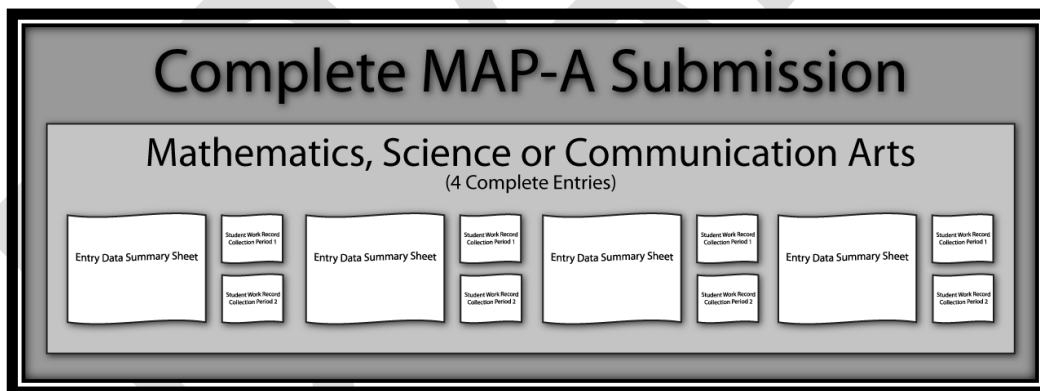 Complete MAP-A Submission
Mathematics, Science or Communication Arts
(4 Complete Entries)
Entry Data Summary Sheet
Student Work Record
Collection Period 1
Student Work Record
Collection Period 2
Entry Data Summary Sheet
Student Work Record
Collection Period 1
Student Work Record
Collection Period 2
Entry Data Summary Sheet
Student Work Record
Collection Period 1
Student Work Record
Collection Period 2
Entry Data Summary Sheet
Student Work Record
Collection Period 1
Student Work Record
Collection Period 2